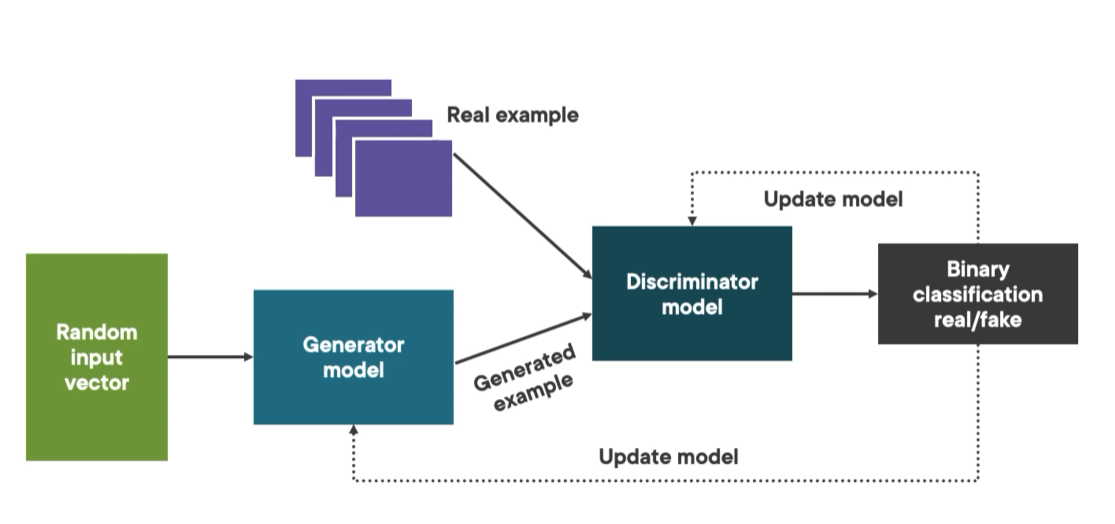 Real example
Update model
Binary
classification
real/fake
Discriminator
model
Random
input
vector
Generator
model
Generated
example
Update model